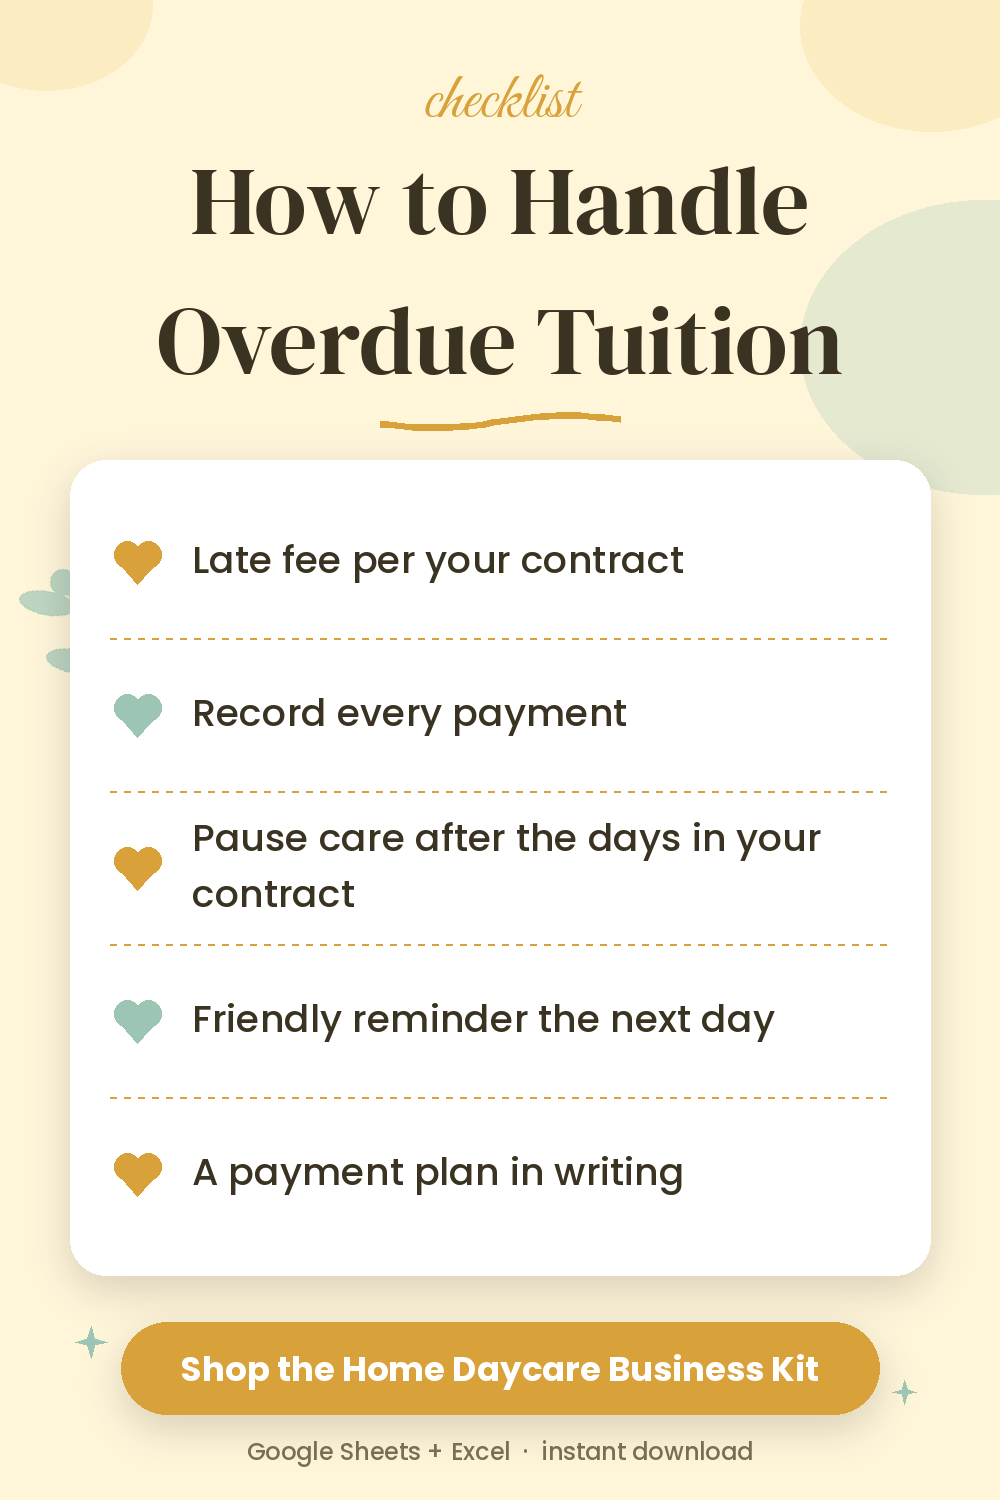 checklist
How to Handle
Overdue Tuition
Late fee per your contract
Record every payment
Pause care after the days in your
contract
Friendly reminder the next day
A payment plan in writing
Shop the Home Daycare Business Kit
Google Sheets + Excel · instant download